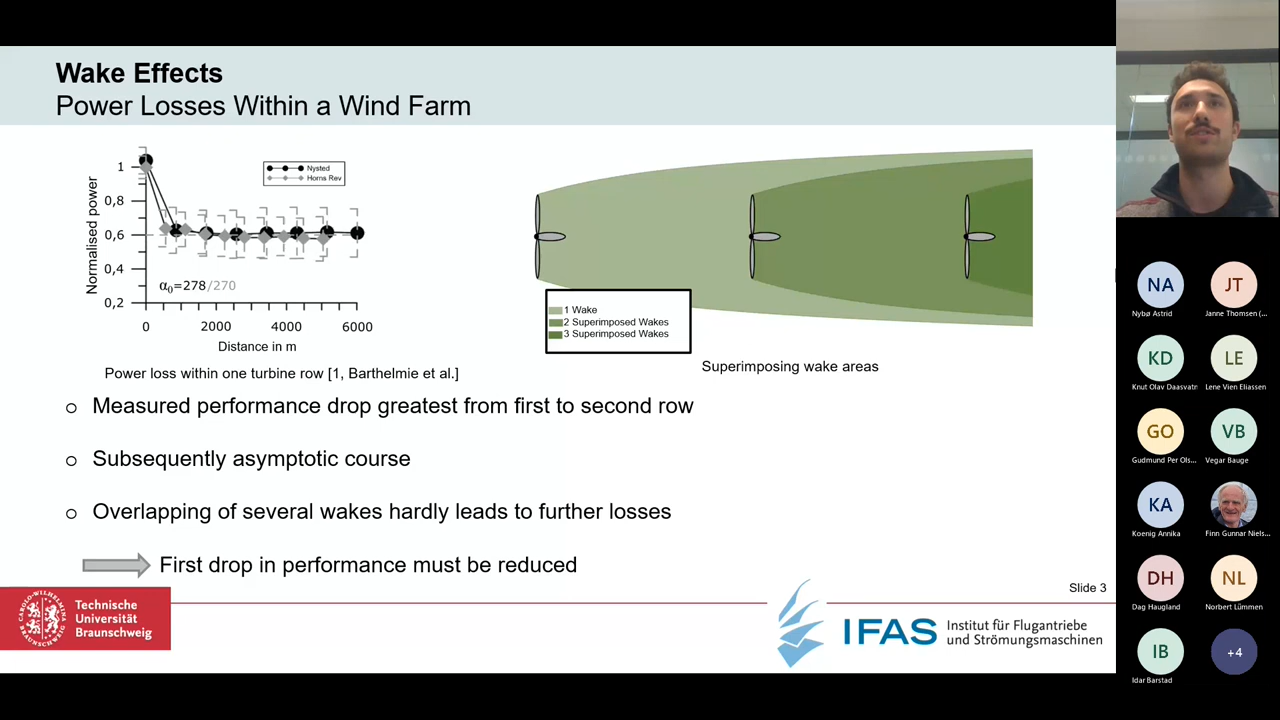 Wake Effects
Power Losses Within a Wind Farm
Normalised power
1
0,8
0,6
0,4
0,2
Nysted
Horns Rev
α₀=278/270
0
2000
4000
6000
Distance in m
Power loss within one turbine row [1, Barthelmie et al.]
1 Wake
2 Superimposed Wakes
3 Superimposed Wakes
Superimposing wake areas
Measured performance drop greatest from first to second row
Subsequently asymptotic course
Overlapping of several wakes hardly leads to further losses
First drop in performance must be reduced
Slide 3
CAROLO-WILHELMINA
BRAUNSCHWEIG
Technische
Universität
Braunschweig
IFAS
Institut für Flugantriebe
und Strömungsmaschinen
NA
JT
Nybø Astrid
Janne Thomsen (...
KD
LE
Knut Olav Daasvatn
Lene Vien Eliassen
GO
VB
Gudmund Per Ols...
Vegar Bauge
KA
Koenig Annika
Finn Gunnar Niels...
DH
NL
Dag Haugland
Norbert Lümmen
IB
+4
Idar Barstad